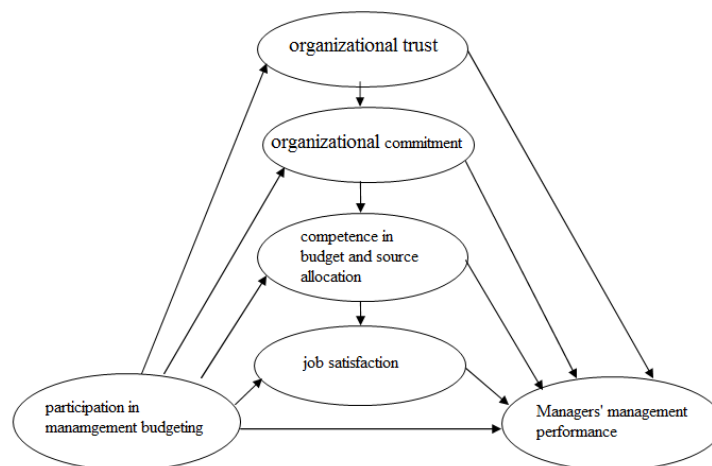 organizational trust
organizational commitment
competence in
budget and source
allocation
job satisfaction
participation in
manamgement budgeting
Managers' management
performance